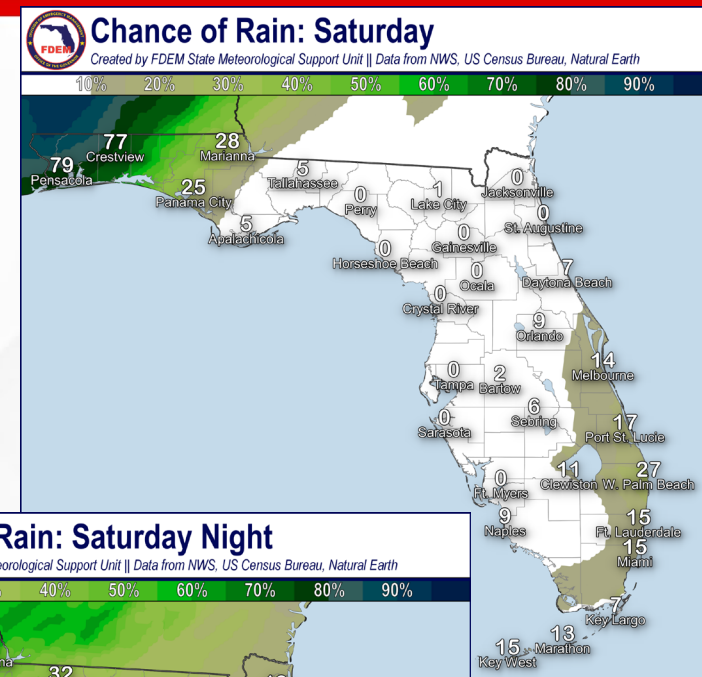 FDEM
Chance of Rain: Saturday
Created by FDEM State Meteorological Support Unit || Data from NWS, US Census Bureau, Natural Earth
10% 20% 30% 40% 50% 60% 70% 80% 90%
77
Crestview
28
Marianna
79
Pensacola
25
Panama City
5
Tallahassee
5
Apalachicola
0
Perry
1
Lake City
0
Jacksonville
0
St. Augustine
0
Gainesville
0
Horseshoe Beach
0
Ocala
7
Daytona Beach
0
Crystal River
9
Orlando
14
Melbourne
0
Tampa
2
Bartow
6
Sebring
0
Sarasota
17
Port St. Lucie
11
Clewiston
27
W. Palm Beach
0
Ft. Myers
9
Naples
15
Ft. Lauderdale
15
Miami
7
Key Largo
13
Marathon
15
Key West
Rain: Saturday Night
eorological Support Unit || Data from NWS, US Census Bureau, Natural Earth
40% 50% 60% 70% 80% 90%
na
32